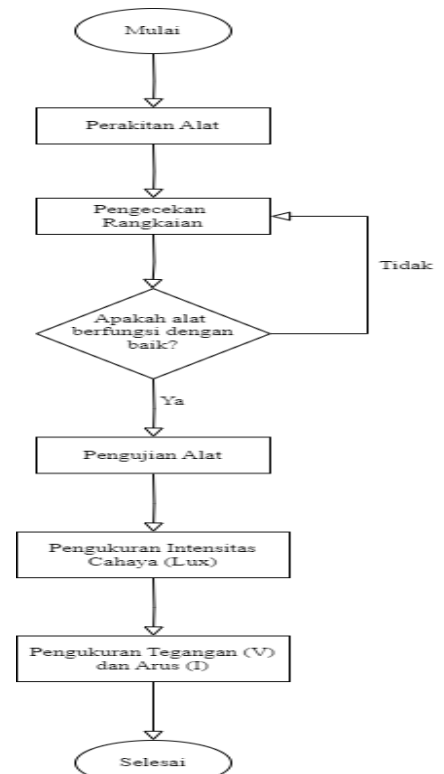 Mulai
Perakitan Alat
Pengecekan
Rangkaian
Tidak
Apakah alat
berfungsi dengan
baik?
Ya
Pengujian Alat
Pengukuran Intensitas
Cahaya (Lux)
Pengukuran Tegangan (V)
dan Arus (I)
Selesai